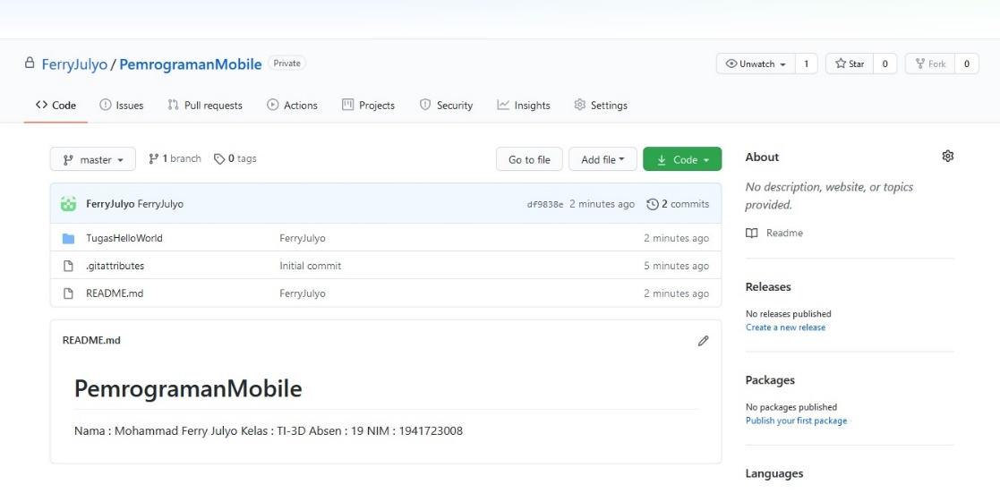 FerryJulyo / PemrogramanMobile Private
Unwatch 1 Star 0 Fork 0
Code Issues Pull requests Actions Projects Security Insights Settings
master 1 branch 0 tags Go to file Add file Code
FerryJulyo FerryJulyo df9838e 2 minutes ago 2 commits
TugasHelloWorld FerryJulyo 2 minutes ago
.gitattributes Initial commit 5 minutes ago
README.md FerryJulyo 2 minutes ago
README.md
PemrogramanMobile
Nama : Mohammad Ferry Julyo Kelas : TI-3D Absen : 19 NIM : 1941723008
About
No description, website, or topics
provided.
Readme
Releases
No releases published
Create a new release
Packages
No packages published
Publish your first package
Languages